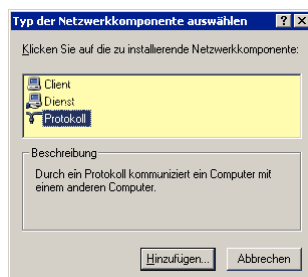 Typ der Netzwerkkomponente auswählen
Klicken Sie auf die zu installierende Netzwerkkomponente:
Client
Dienst
Protokoll
Beschreibung
Durch ein Protokoll kommuniziert ein Computer mit
einem anderen Computer.
Hinzufügen... Abbrechen